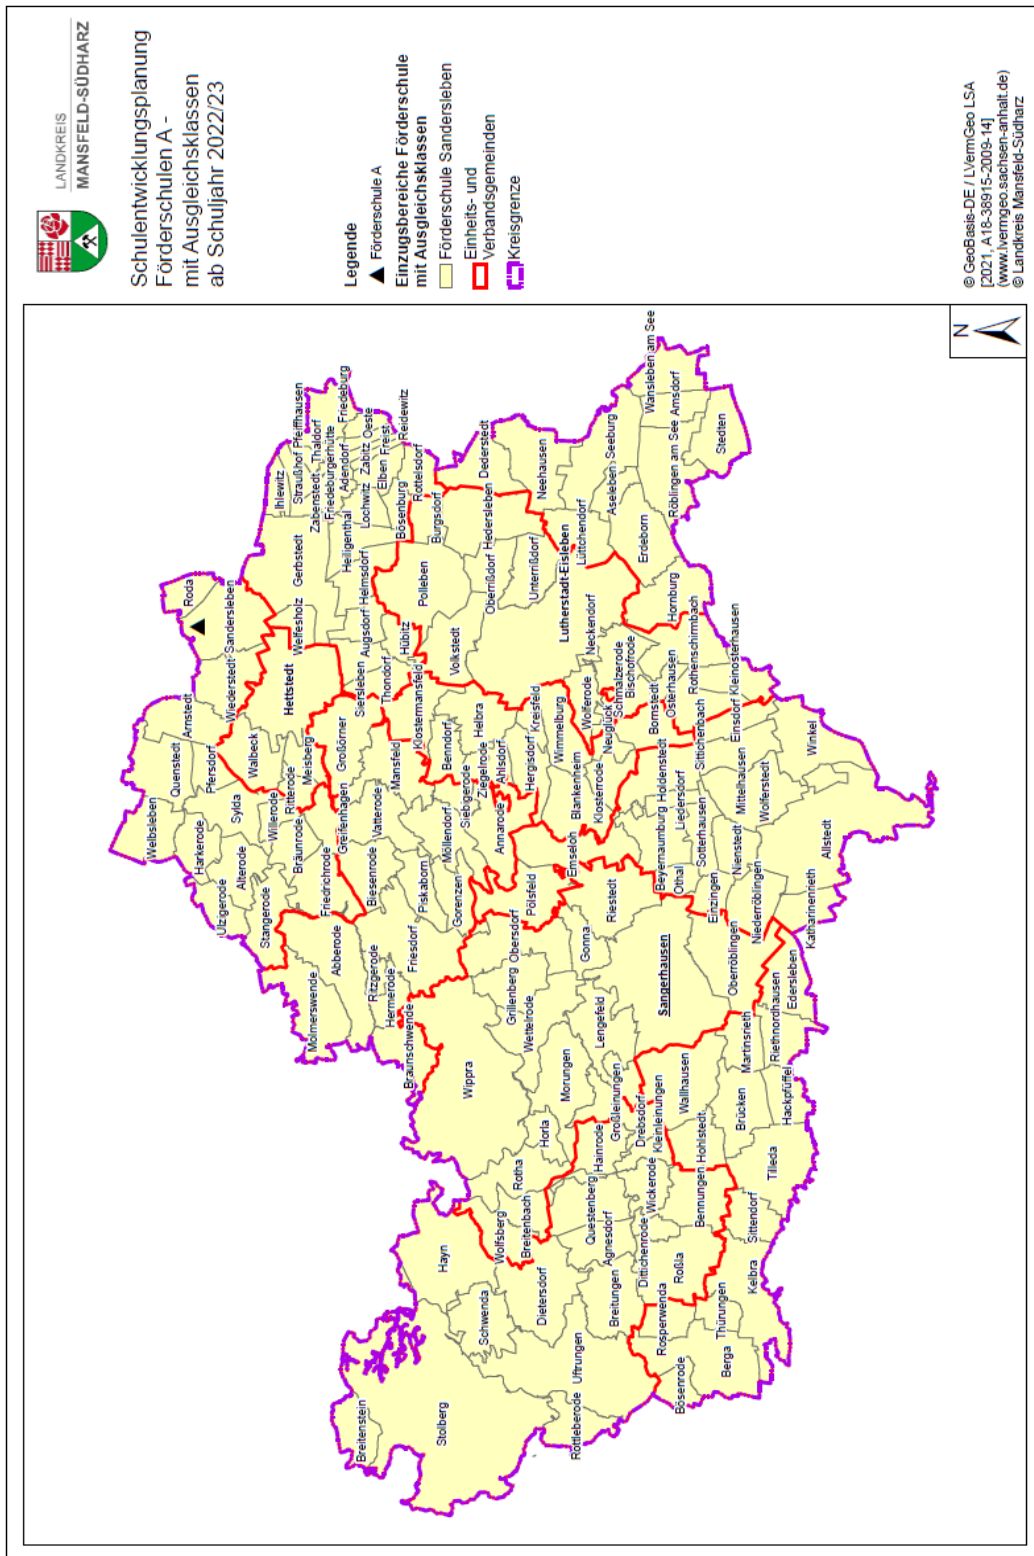 LANDKREIS
MANSFELD-SÜDHARZ
Schulentwicklungsplanung
Förderschulen A -
mit Ausgleichsklassen
ab Schuljahr 2022/23
Legende
Förderschule A
Einzugsbereiche Förderschule
mit Ausgleichsklassen
Förderschule Sandersleben
Einheits- und
Verbandsgemeinden
Kreisgrenze
© GeoBasis-DE / LVermGeo LSA
[2021, A18-38915-2009-14]
(www.lvermgeo.sachsen-anhalt.de)
© Landkreis Mansfeld-Südharz
N
Welbsleben
Quenstedt
Arnstedt
Roda
Harkerode
Pfersdorf
Wiederstedt
Sandersleben
Ulzigerode
Alterode
Sylda
Walbeck
Stangerode
Willerode
Ritterode
Meisberg
Hettstedt
Welfesholz
Gerbstedt
Ihlewitz
Straußhof
Pfeiffhausen
Zabenstedt
Thaldorf
Friedeburgerhütte
Friedeburg
Bräunrode
Friedrichrode
Greifenhagen
Großörner
Siersleben
Augsdorf
Helmsdorf
Heiligenthal
Adendorf
Lochwitz
Zabitz
Oeste
Elben
Freist
Reidewitz
Molmerswende
Abberode
Biesenrode
Vatterode
Mansfeld
Thondorf
Hübitz
Bösenburg
Rottelsdorf
Burgsdorf
Ritzgerode
Hermerode
Friesdorf
Piskaborn
Braunschwende
Gorenzen
Möllendorf
Siebigerode
Benndorf
Klostermansfeld
Volkstedt
Polleben
Breitenstein
Stolberg
Hayn
Wippra
Annarode
Ziegelrode
Ahlsdorf
Helbra
Hergisdorf
Kreisfeld
Oberrißdorf
Hedersleben
Dederstedt
Schwenda
Wolfsberg
Breitenbach
Rotha
Horla
Grillenberg
Wettelrode
Obersdorf
Pölsfeld
Emseloh
Blankenheim
Wimmelburg
Unterrißdorf
Neehausen
Lutherstadt-Eisleben
Lüttchendorf
Dietersdorf
Morungen
Lengefeld
Gonna
Riestedt
Klosterrode
Wolferode
Neuglück
Neckendorf
Schmalzerode
Bischofrode
Aseleben
Seeburg
Wansleben am See
Rottleberode
Uftrungen
Breitungen
Agnesdorf
Questenberg
Hainrode
Großleinungen
Drebsdorf
Kleinleinungen
Wickerode
Dittichenrode
Sangerhausen
Beyernaumburg
Holdenstedt
Bornstedt
Osterhausen
Hornburg
Erdeborn
Röblingen am See
Amsdorf
Stedten
Bösenrode
Rosperwenda
Roßla
Bennungen
Hohlstedt
Wallhausen
Othal
Liedersdorf
Sotterhausen
Sittichenbach
Rothenschirmbach
Einsdorf
Kleinosterhausen
Berga
Thürungen
Kelbra
Sittendorf
Tilleda
Brücken
Hackpfüffel
Martinsrieth
Riethnordhausen
Edersleben
Oberröblingen
Niederröblingen
Einzingen
Nienstedt
Mittelhausen
Wolferstedt
Winkel
Katharinenrieth
Allstedt